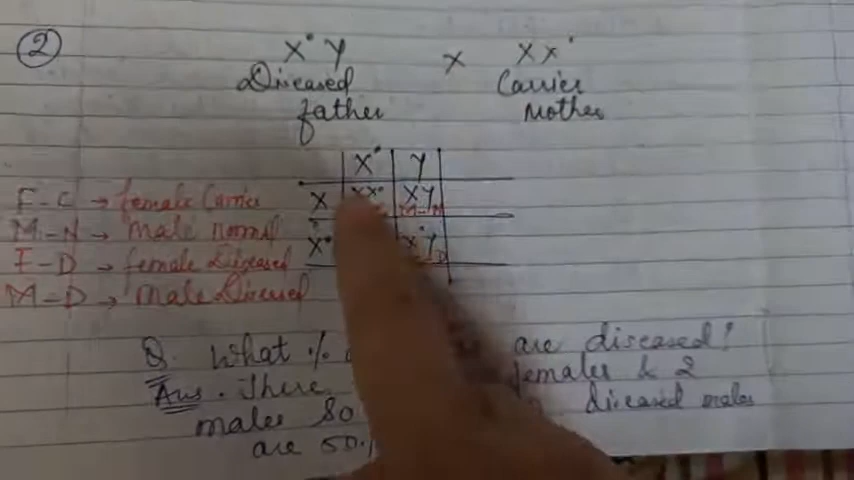 2
X° Y × X X°
Diseased Carrier
father Mother
X° Y
X XX° XY
M-N
X° X°Y
D
F-C → female Carrier
M-N → male normal
F-D → female Diseased
M-D → male Diseased
Q. What % are diseased?
Ans. There females & 2
males So diseased males
are 50%